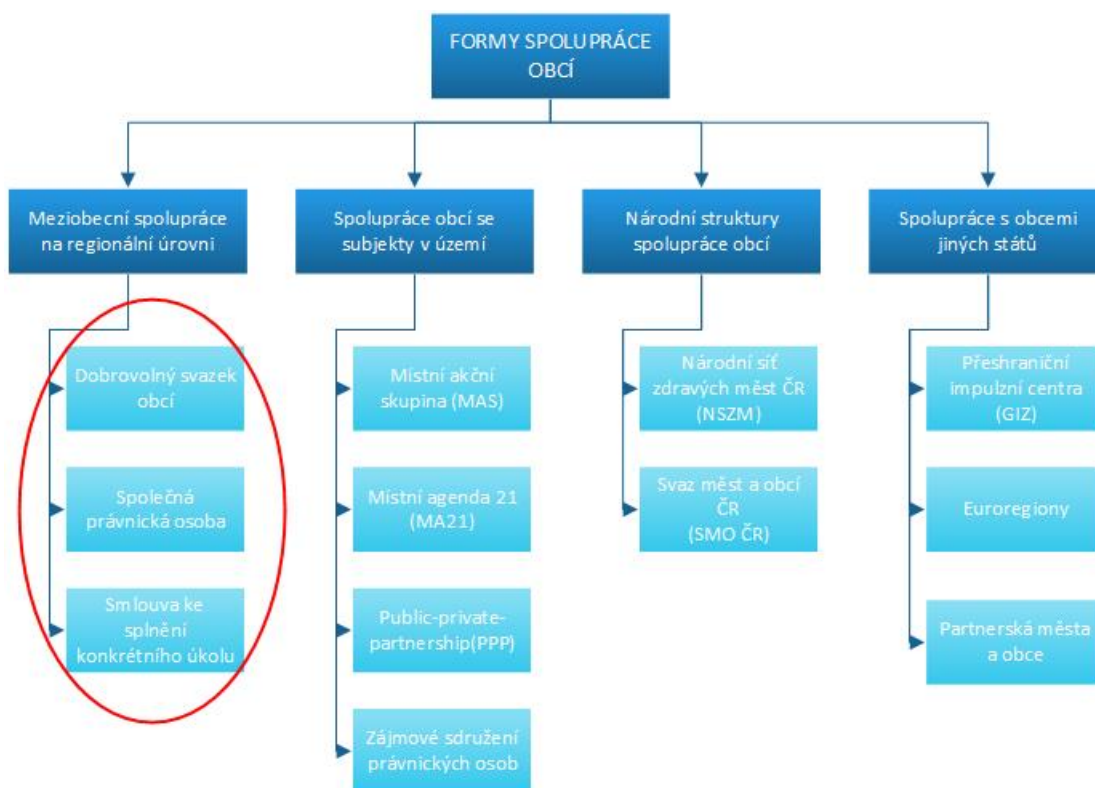 FORMY SPOLUPRÁCE
OBCÍ
Meziobecní spolupráce
na regionální úrovni
Dobrovolný svazek
obcí
Společná
právnická osoba
Smlouva ke
splnění
konkrétního úkolu
Spolupráce obcí se
subjekty v území
Místní akční
skupina (MAS)
Místní agenda 21
(MA21)
Public-private-
partnership(PPP)
Zájmové sdružení
právnických osob
Národní struktury
spolupráce obcí
Národní síť
zdravých měst ČR
(NSZM)
Svaz měst a obcí
ČR
(SMO ČR)
Spolupráce s obcemi
jiných států
Přeshraniční
impulzní centra
(GIZ)
Euroregiony
Partnerská města
a obce